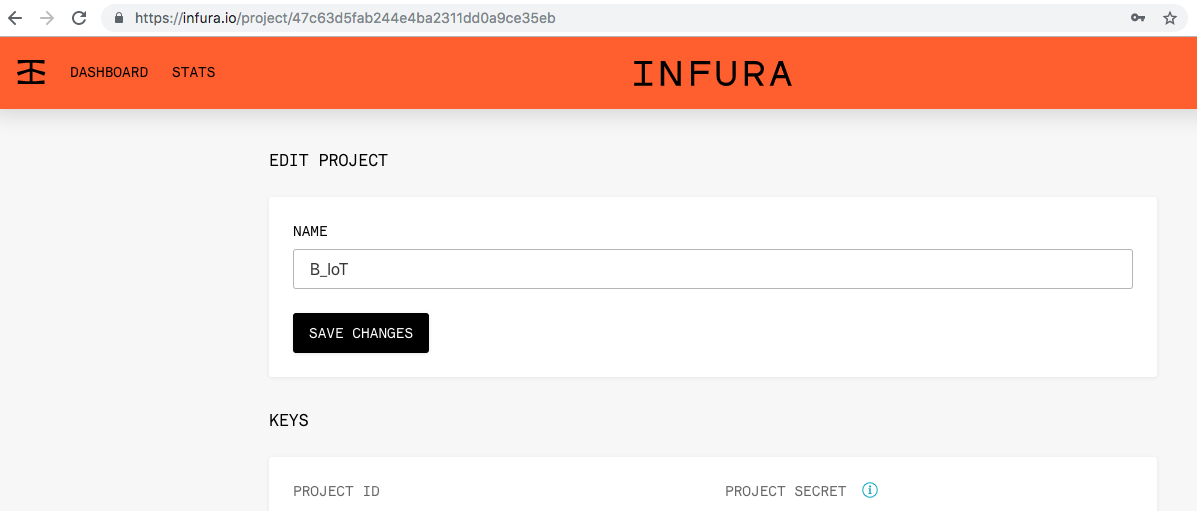 https://infura.io/project/47c63d5fab244e4ba2311dd0a9ce35eb
DASHBOARD STATS INFURA
EDIT PROJECT
NAME
B_IoT
SAVE CHANGES
KEYS
PROJECT ID PROJECT SECRET